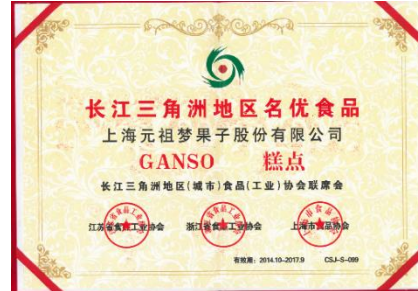 长江三角洲地区名优食品
上海元祖梦果子股份有限公司
GANSO 糕点
长江三角洲地区(城市)食品(工业)协会联席会
江苏省食品工业协会 浙江省食品工业协会 上海市食品协会
有效期：2014.10-2017.9 CSJ-S-099